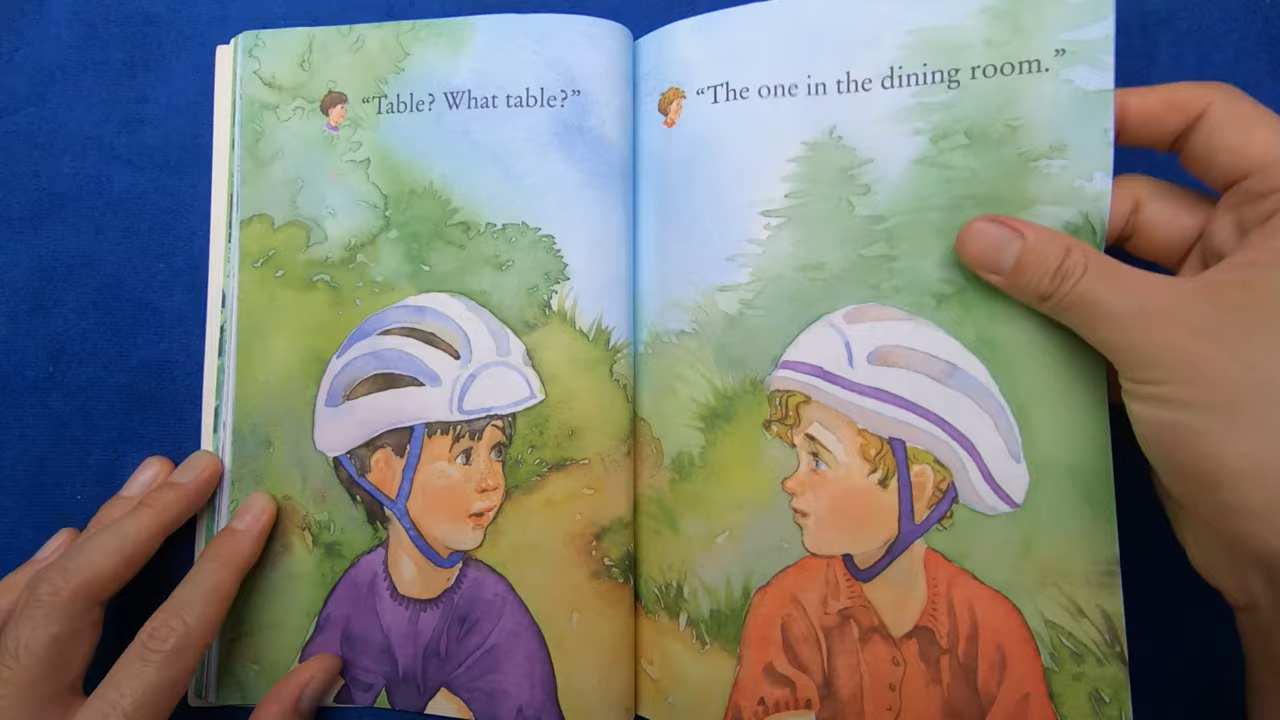 “Table? What table?”
“The one in the dining room.”